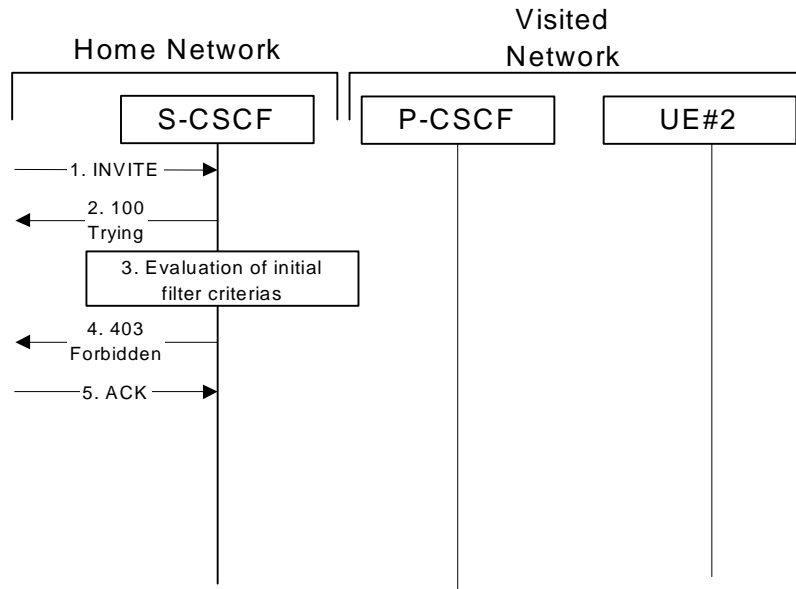 Visited
Home Network
Network
S-CSCF
P-CSCF
UE#2
1. INVITE
2. 100
Trying
3. Evaluation of initial
filter criterias
4. 403
Forbidden
5. ACK